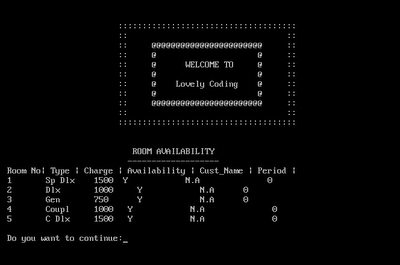 ::::::::::::::::::::::::::::::::::::::
:: ::
:: @@@@@@@@@@@@@@@@@@@@@@@ ::
:: @ @ ::
:: @ WELCOME TO @ ::
:: @ @ ::
:: @ Lovely Coding @ ::
:: @ @ ::
:: @@@@@@@@@@@@@@@@@@@@@@@ ::
:: ::
::::::::::::::::::::::::::::::::::::::
ROOM AVAILABILITY
-------------------
Room No| Type | Charge | Availability | Cust_Name | Period |
1 Sp Dlx 1500 Y N.A 0
2 Dlx 1000 Y N.A 0
3 Gen 750 Y N.A 0
4 Coupl 1000 Y N.A 0
5 C Dlx 1500 Y N.A 0
Do you want to continue:_